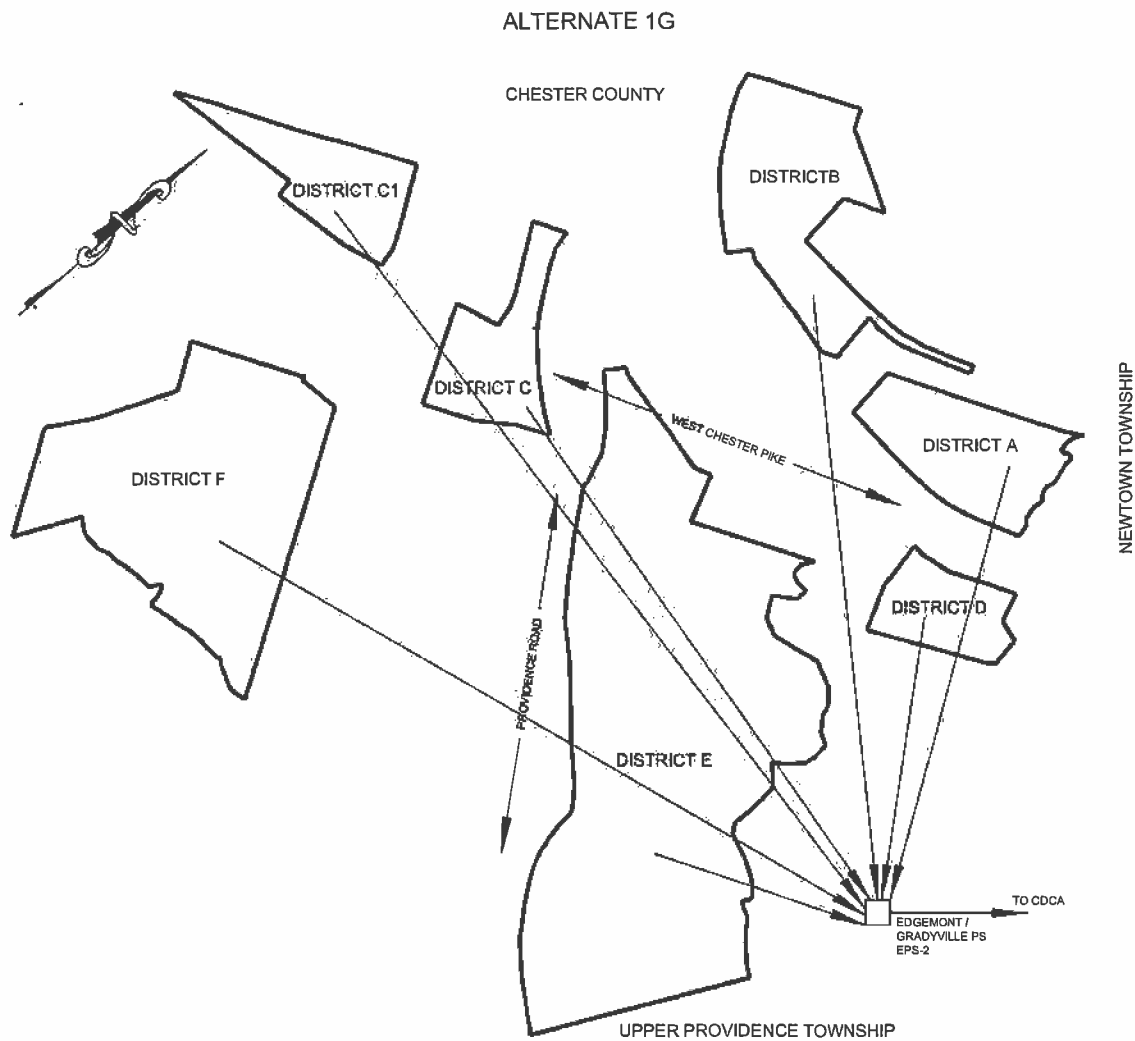 ALTERNATE 1G
CHESTER COUNTY
DISTRICT C1
DISTRICTB
DISTRICT C
WEST CHESTER PIKE
DISTRICT A
NEWTOWN TOWNSHIP
DISTRICT F
DISTRICT D
PROVIDENCE ROAD
DISTRICT E
TO CDCA
EDGEMONT /
GRADYVILLE PS
EPS-2
UPPER PROVIDENCE TOWNSHIP